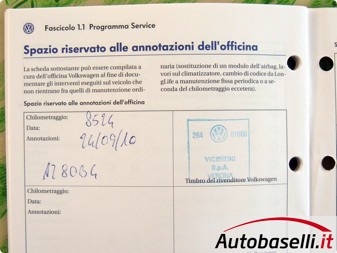 Fascicolo 1.1 Programma Service
Spazio riservato alle annotazioni dell'officina
La scheda sottostante può essere compilata a
cura dell'officina Volkswagen al fine di docu-
mentare gli interventi eseguiti sul veicolo che
non rientrano fra quelli di manutenzione ordi-
naria (sostituzione di un modulo dell'airbag, la-
vori sul climatizzatore, cambio di codice da Lon-
gLife a manutenzione fissa periodica o a se-
conda del chilometraggio eccetera).
Spazio riservato alle annotazioni dell'officina
Chilometraggio: 8524
Data: 24/09/10
Annotazioni:
Timbro del rivenditore Volkswagen
VICENTINI
S.p.A.
VERONA
Chilometraggio:
Data:
Annotazioni:
Autobaselli.it